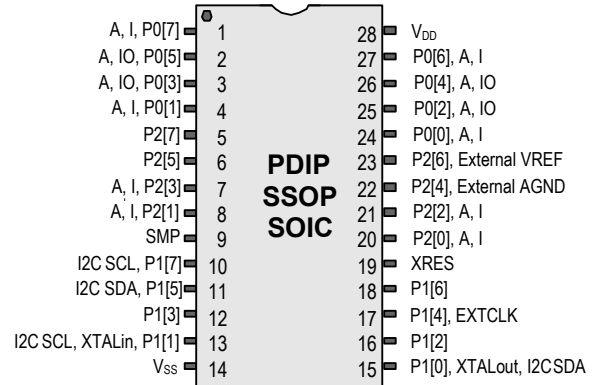 A, I, P0[7] 1 28 VDD
A, IO, P0[5] 2 27 P0[6], A, I
A, IO, P0[3] 3 26 P0[4], A, IO
A, I, P0[1] 4 25 P0[2], A, IO
P2[7] 5 24 P0[0], A, I
P2[5] 6 PDIP 23 P2[6], External VREF
A, I, P2[3] 7 SSOP 22 P2[4], External AGND
A, I, P2[1] 8 SOIC 21 P2[2], A, I
SMP 9 20 P2[0], A, I
I2C SCL, P1[7] 10 19 XRES
I2C SDA, P1[5] 11 18 P1[6]
P1[3] 12 17 P1[4], EXTCLK
I2C SCL, XTALin, P1[1] 13 16 P1[2]
Vss 14 15 P1[0], XTALout, I2C SDA